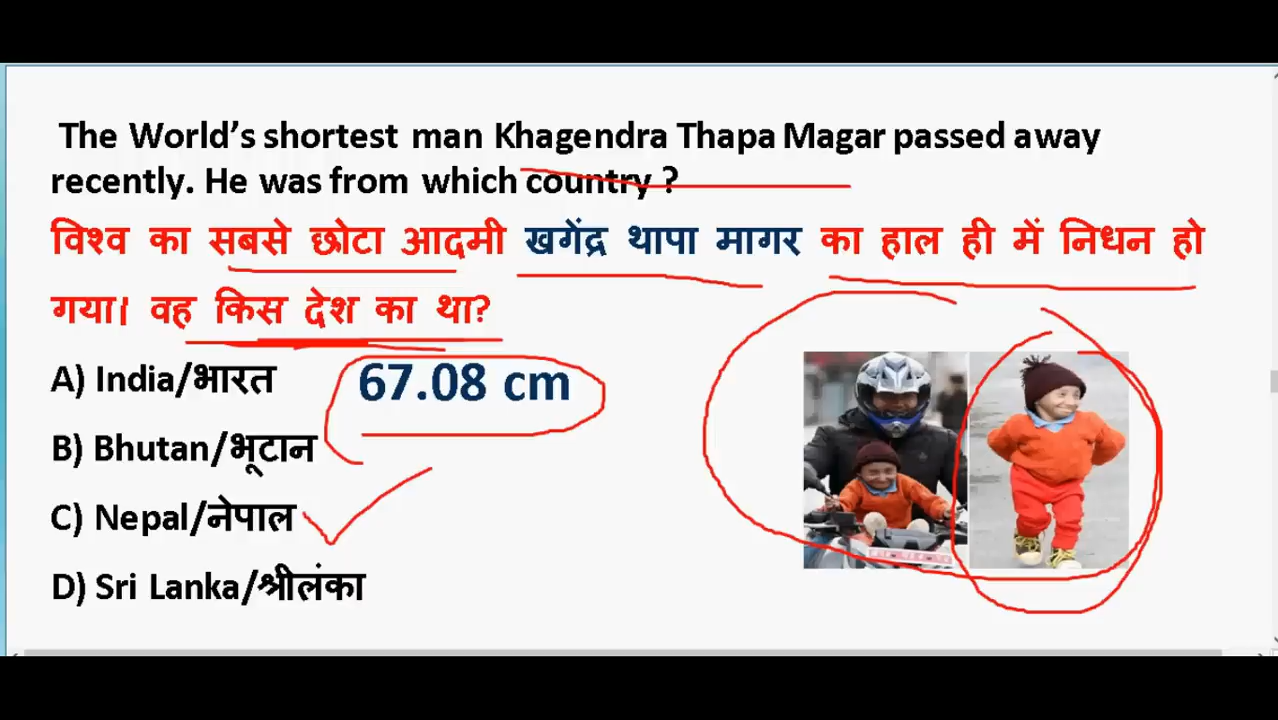 The World’s shortest man Khagendra Thapa Magar passed away
recently. He was from which country ?
विश्व का सबसे छोटा आदमी खगेंद्र थापा मागर का हाल ही में निधन हो
गया। वह किस देश का था?
A) India/भारत
67.08 cm
B) Bhutan/भूटान
C) Nepal/नेपाल
D) Sri Lanka/श्रीलंका